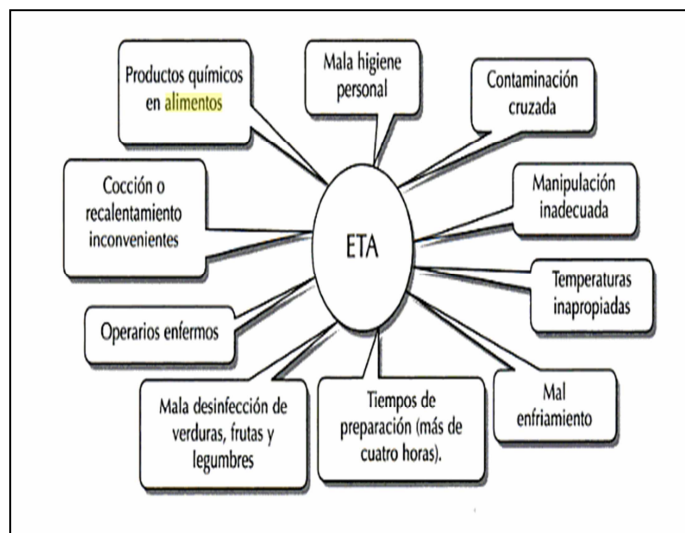 Productos químicos
en alimentos
Mala higiene
personal
Contaminación
cruzada
Cocción o
recalentamiento
inconvenientes
ETA
Manipulación
inadecuada
Temperaturas
inapropiadas
Operarios enfermos
Mala desinfección de
verduras, frutas y
legumbres
Tiempos de
preparación (más de
cuatro horas).
Mal
enfriamiento